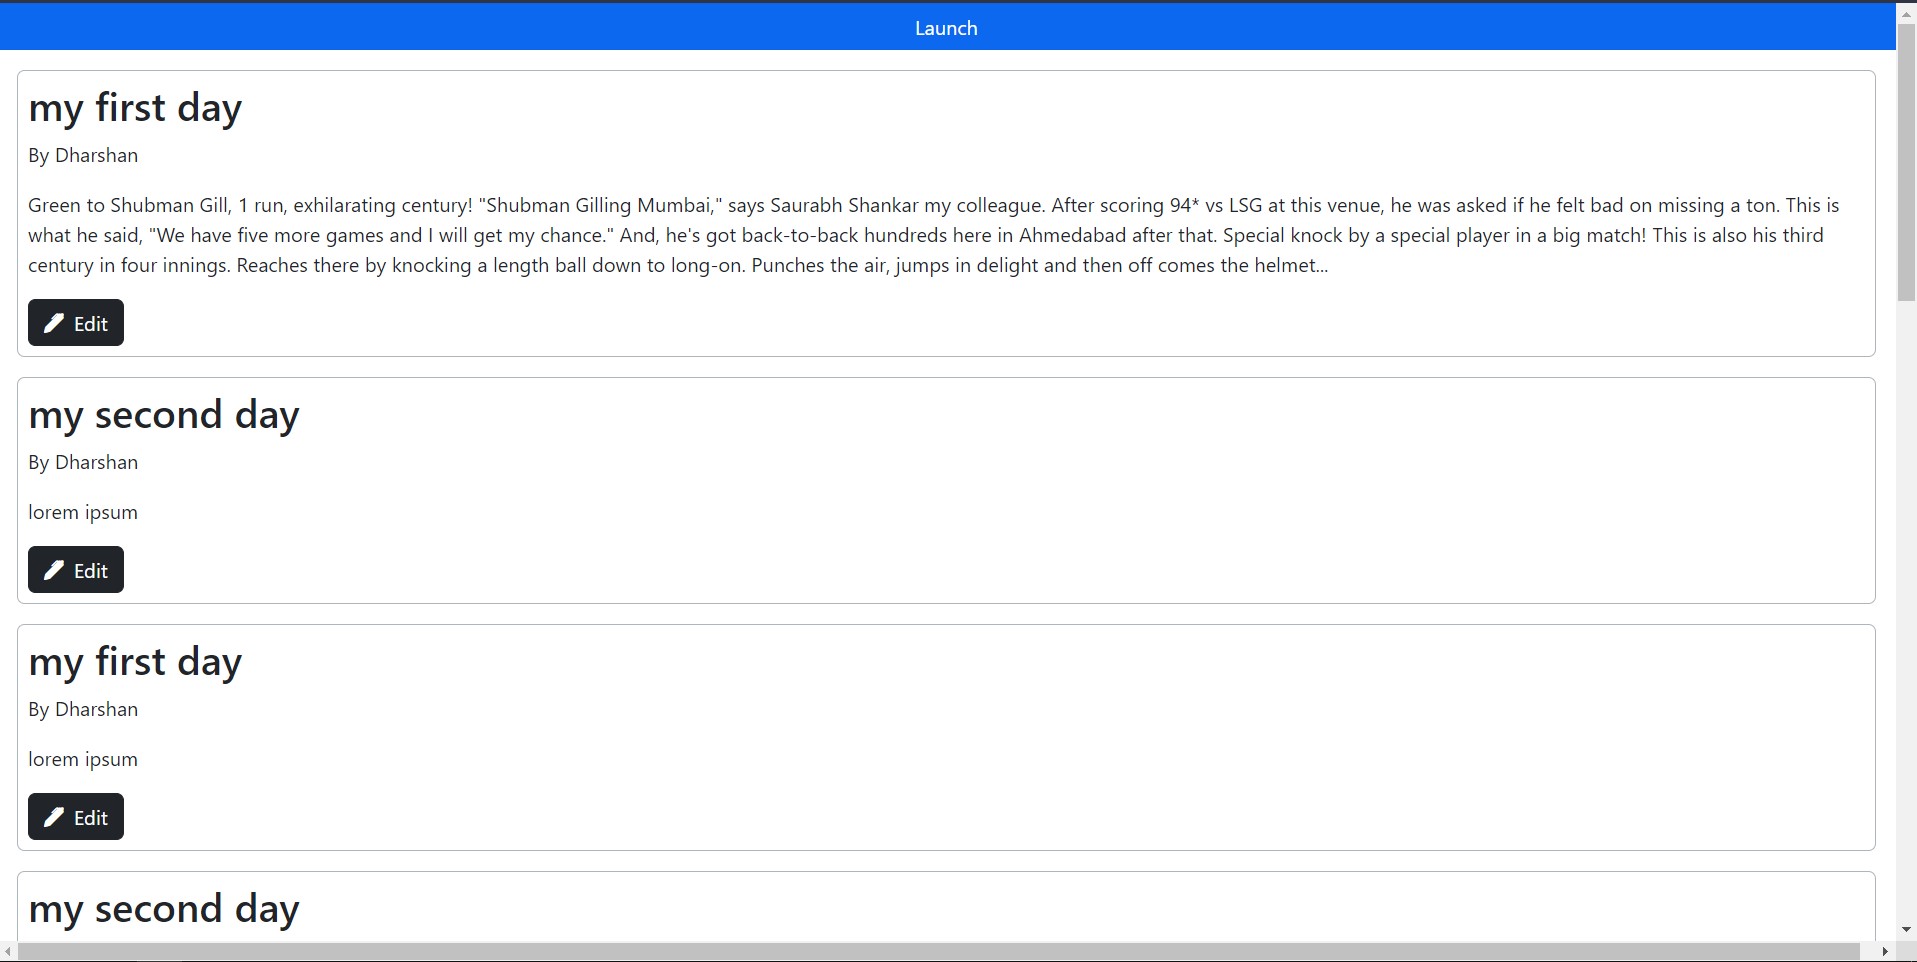 Launch
my first day
By Dharshan
Green to Shubman Gill, 1 run, exhilarating century! "Shubman Gilling Mumbai," says Saurabh Shankar my colleague. After scoring 94* vs LSG at this venue, he was asked if he felt bad on missing a ton. This is
what he said, "We have five more games and I will get my chance." And, he's got back-to-back hundreds here in Ahmedabad after that. Special knock by a special player in a big match! This is also his third
century in four innings. Reaches there by knocking a length ball down to long-on. Punches the air, jumps in delight and then off comes the helmet...
Edit
my second day
By Dharshan
lorem ipsum
Edit
my first day
By Dharshan
lorem ipsum
Edit
my second day